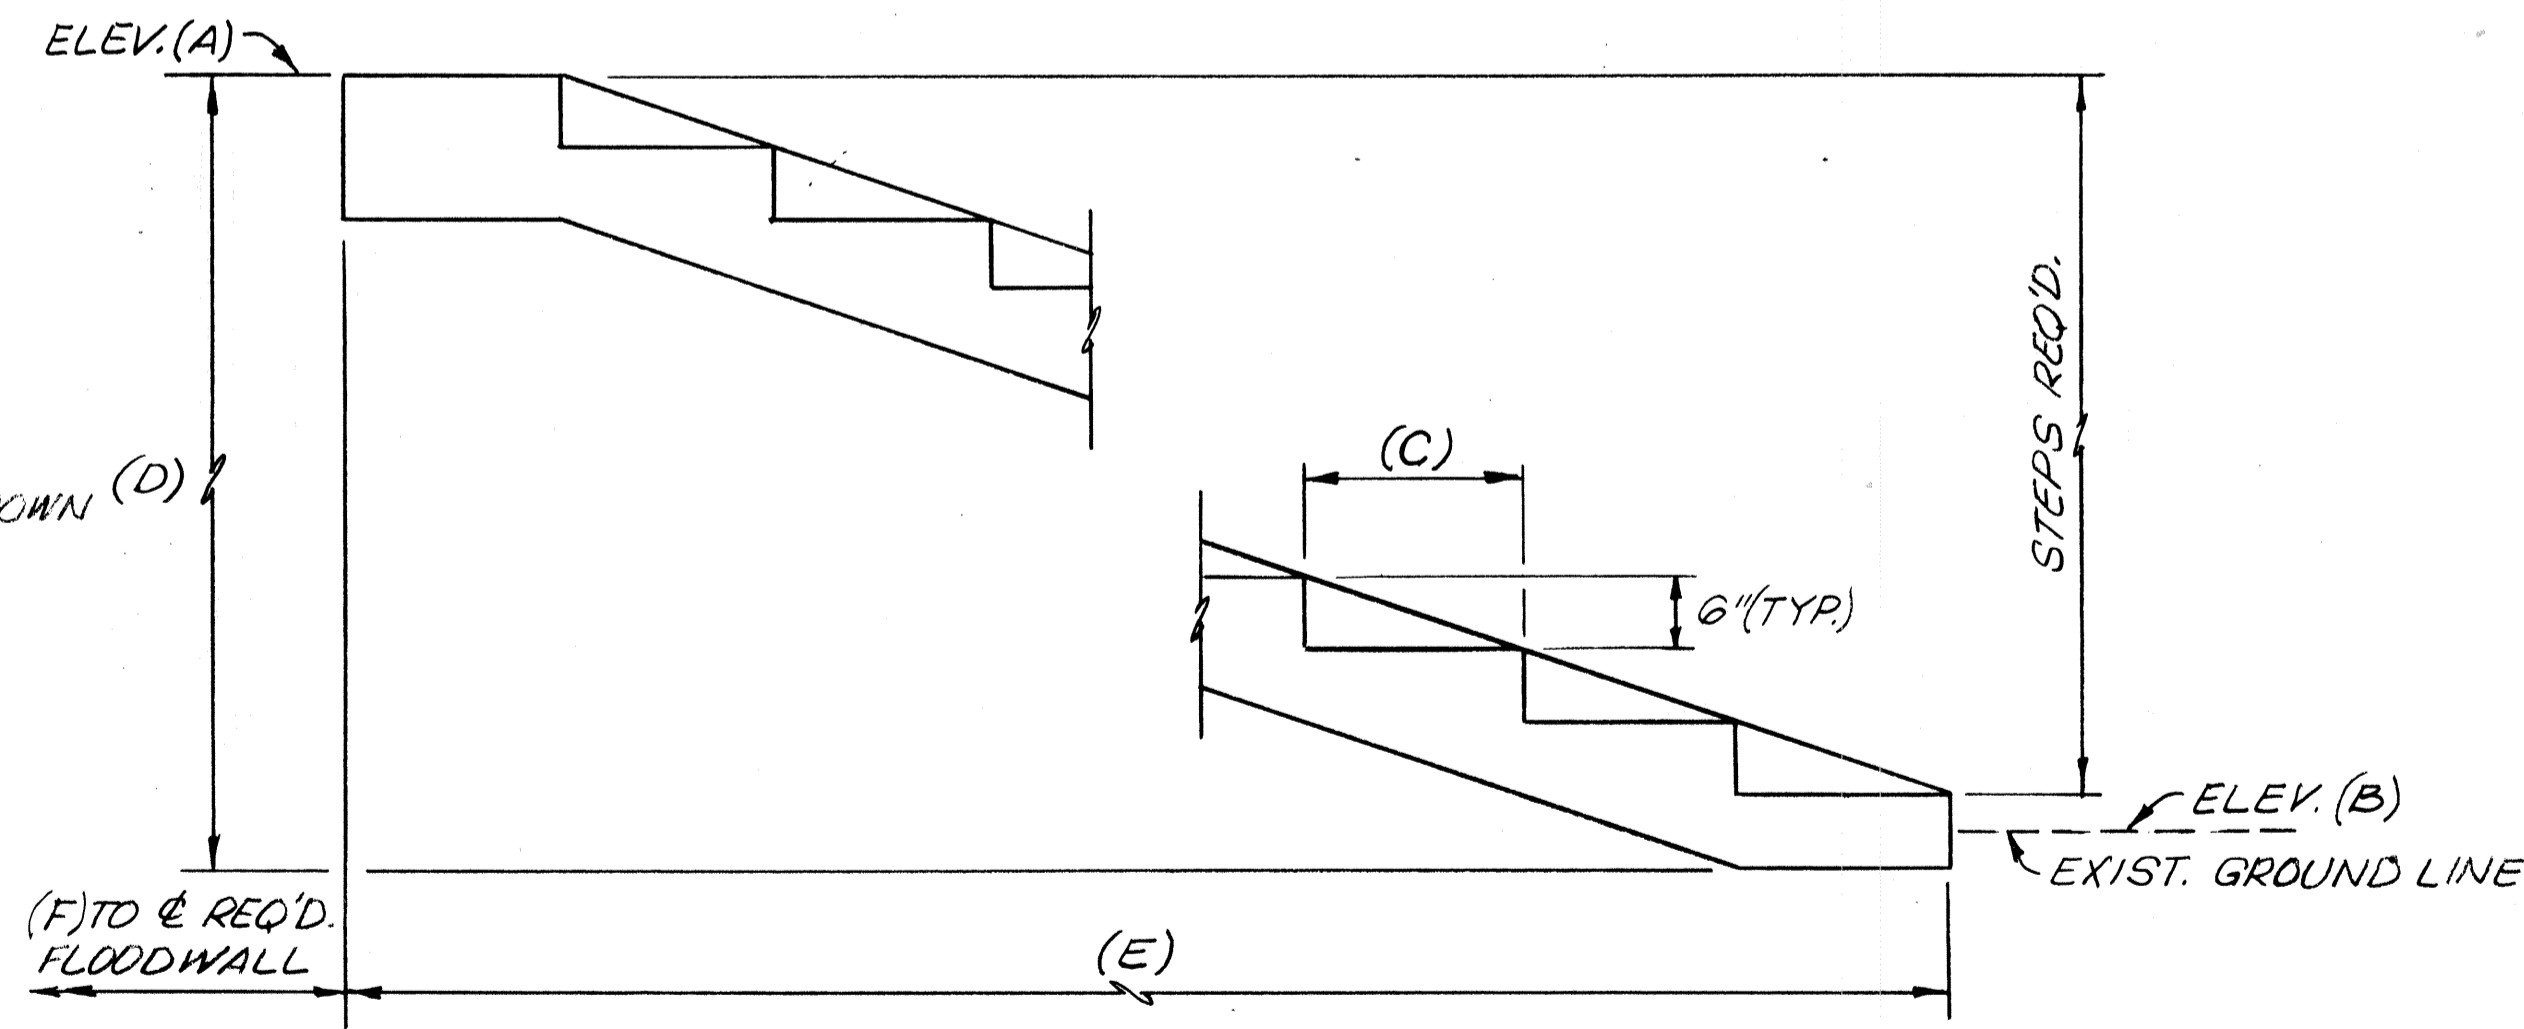 ELEV.(A)
(D)
STEPS REQ'D.
(C)
6"(TYP.)
ELEV. (B)
EXIST. GROUND LINE
(F)TO ℄ REQ'D.
FLOODWALL
(E)